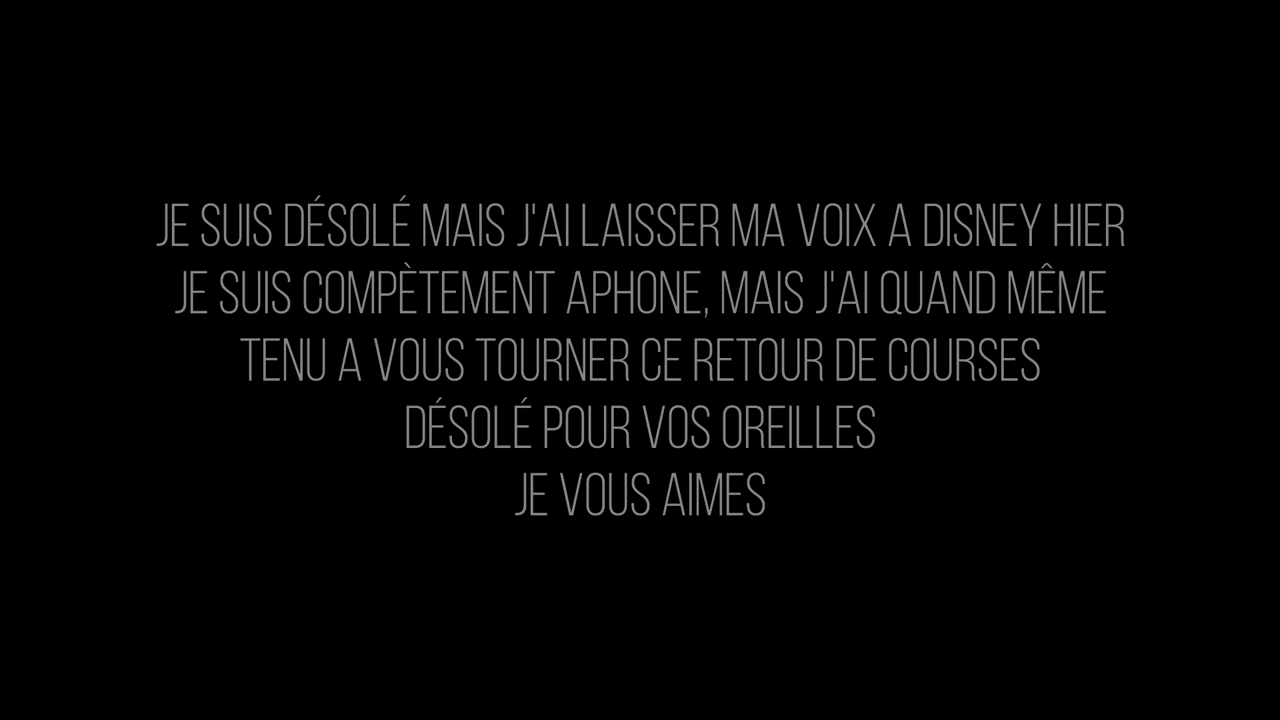 JE SUIS DÉSOLÉ MAIS J'AI LAISSER MA VOIX A DISNEY HIER
JE SUIS COMPÈTEMENT APHONE, MAIS J'AI QUAND MÊME
TENU A VOUS TOURNER CE RETOUR DE COURSES
DÉSOLÉ POUR VOS OREILLES
JE VOUS AIMES